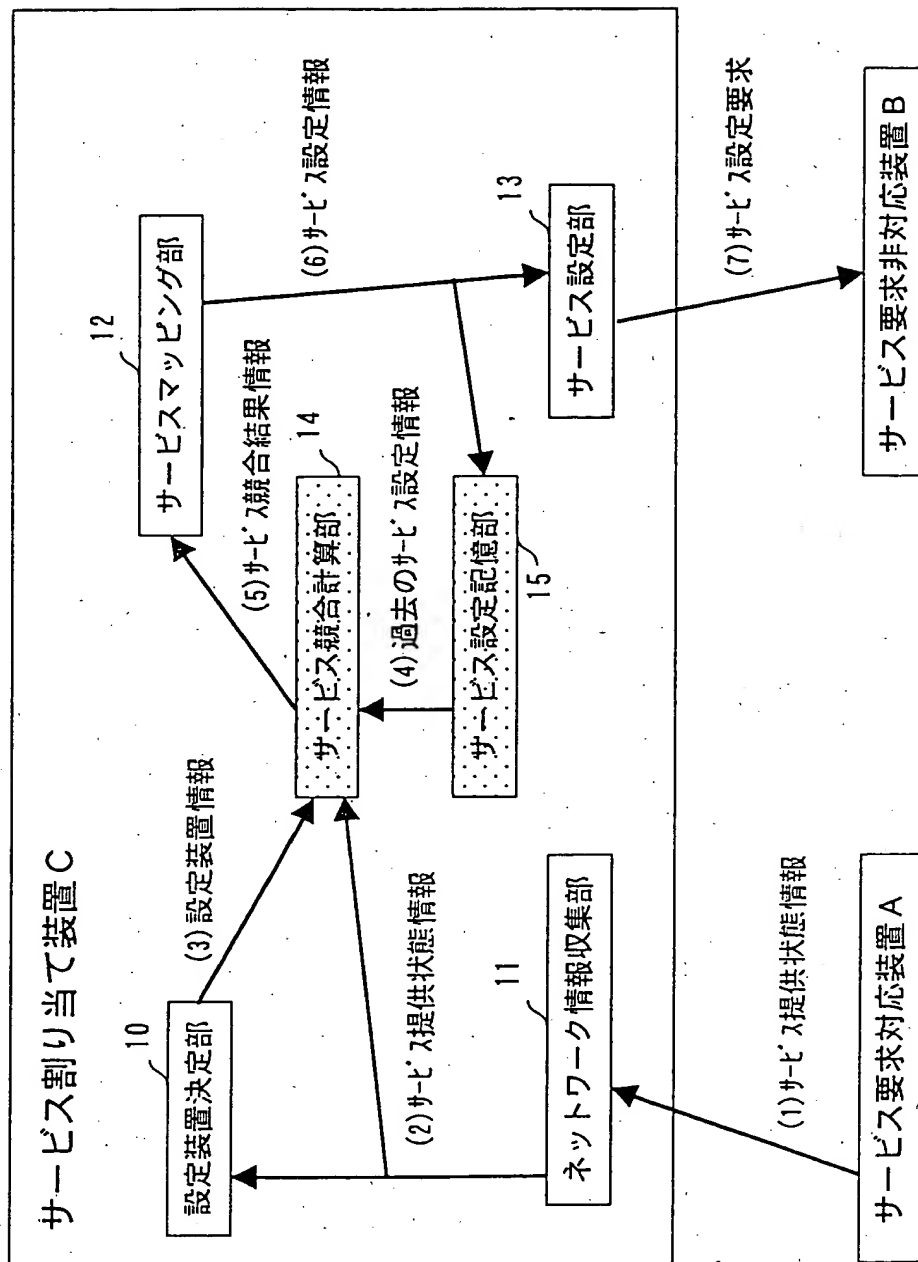 サービス割り当て装置C
10
設定装置決定部
(3)設定装置情報
(2)サービス提供状態情報
11
ネットワーク情報収集部
(1)サービス提供状態情報
サービス要求対応装置A
14
サービス競合計算部
(4)過去のサービス設定情報
サービス設定記憶部
15
(5)サービス競合結果情報
12
サービスマッピング部
(6)サービス設定情報
13
サービス設定部
(7)サービス設定要求
サービス要求非対応装置B